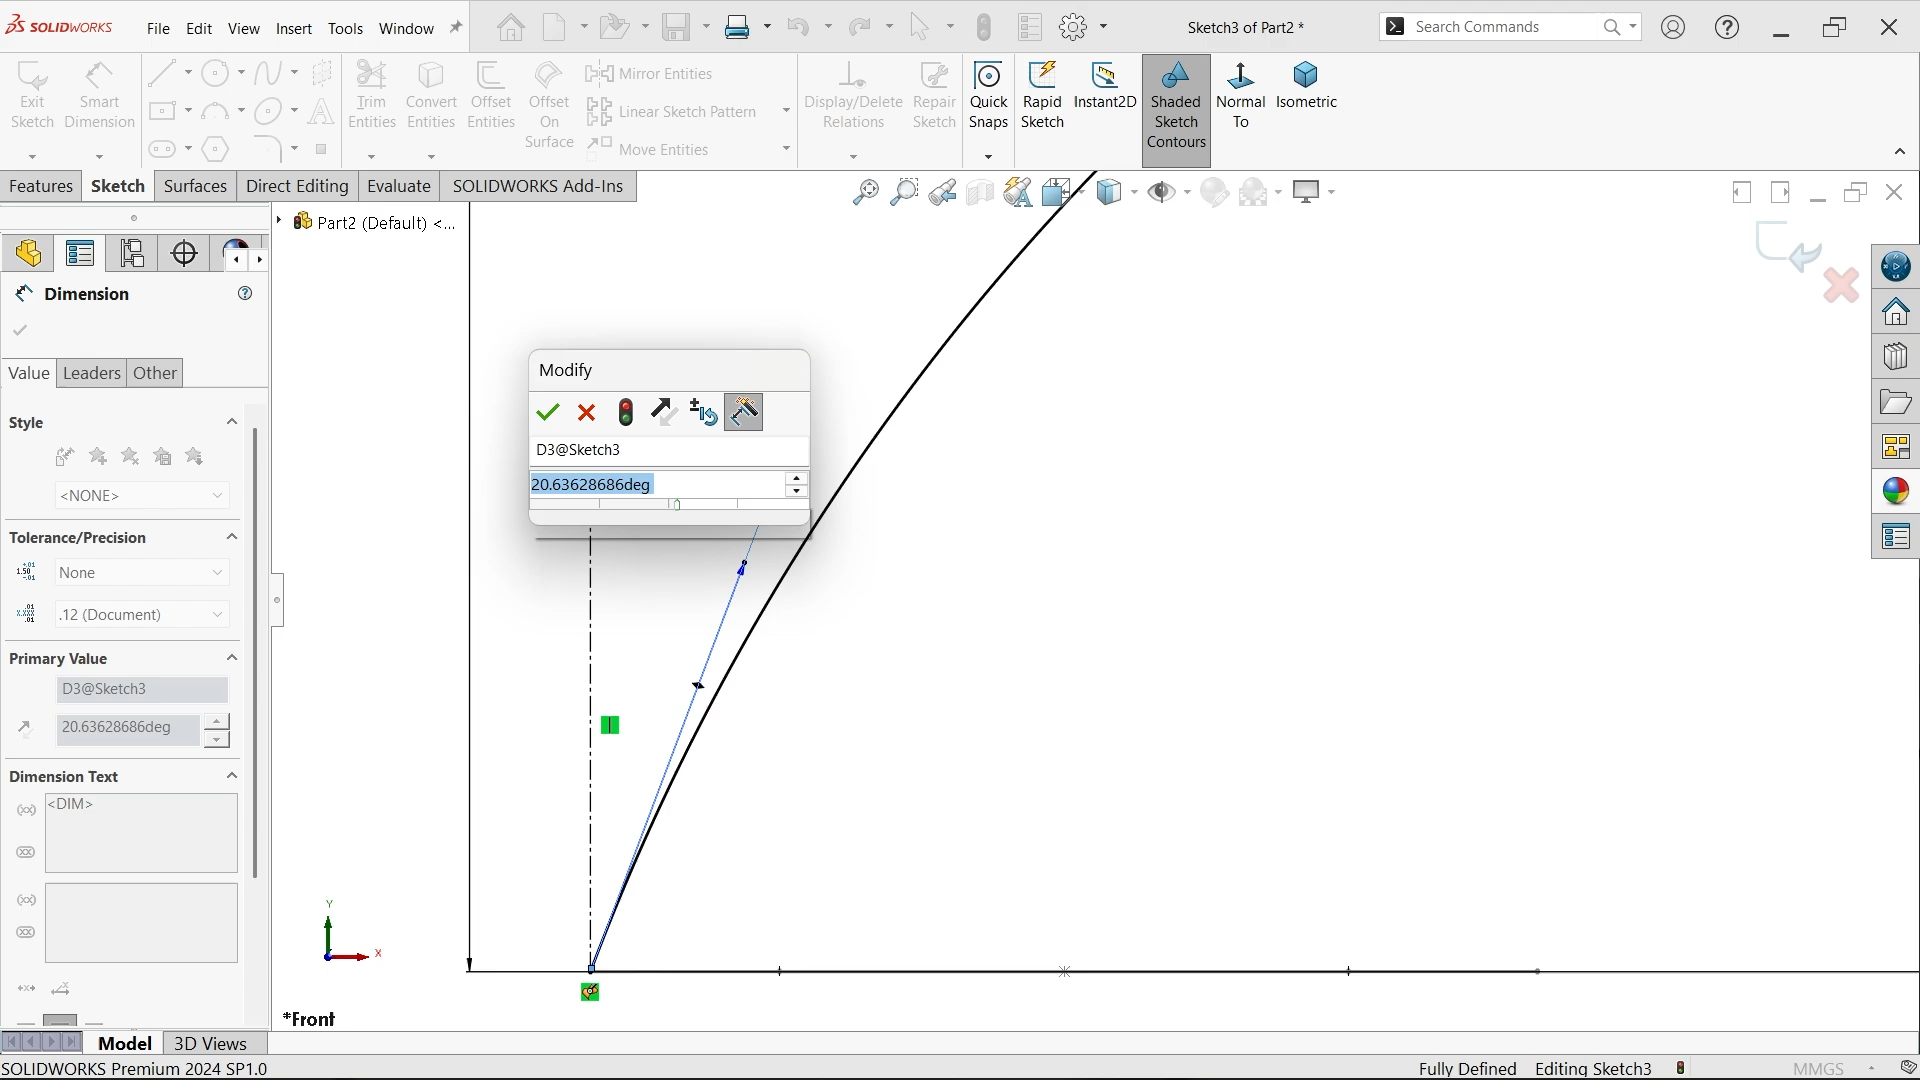 SOLIDWORKS
File Edit View Insert Tools Window
Sketch3 of Part2 *
Search Commands
Exit Sketch
Smart Dimension
Trim Entities
Convert Entities
Offset Entities
Offset On Surface
Mirror Entities
Linear Sketch Pattern
Move Entities
Display/Delete Relations
Repair Sketch
Quick Snaps
Rapid Sketch
Instant2D
Shaded Sketch Contours
Normal To
Isometric
Features Sketch Surfaces Direct Editing Evaluate SOLIDWORKS Add-Ins
Part2 (Default) <...
Dimension
Value Leaders Other
Style
<NONE>
Tolerance/Precision
None
.12 (Document)
Primary Value
D3@Sketch3
20.63628686deg
Dimension Text
<DIM>
Modify
D3@Sketch3
20.63628686deg
Y
X
*Front
Model 3D Views
SOLIDWORKS Premium 2024 SP1.0
Fully Defined Editing Sketch3 MMGS